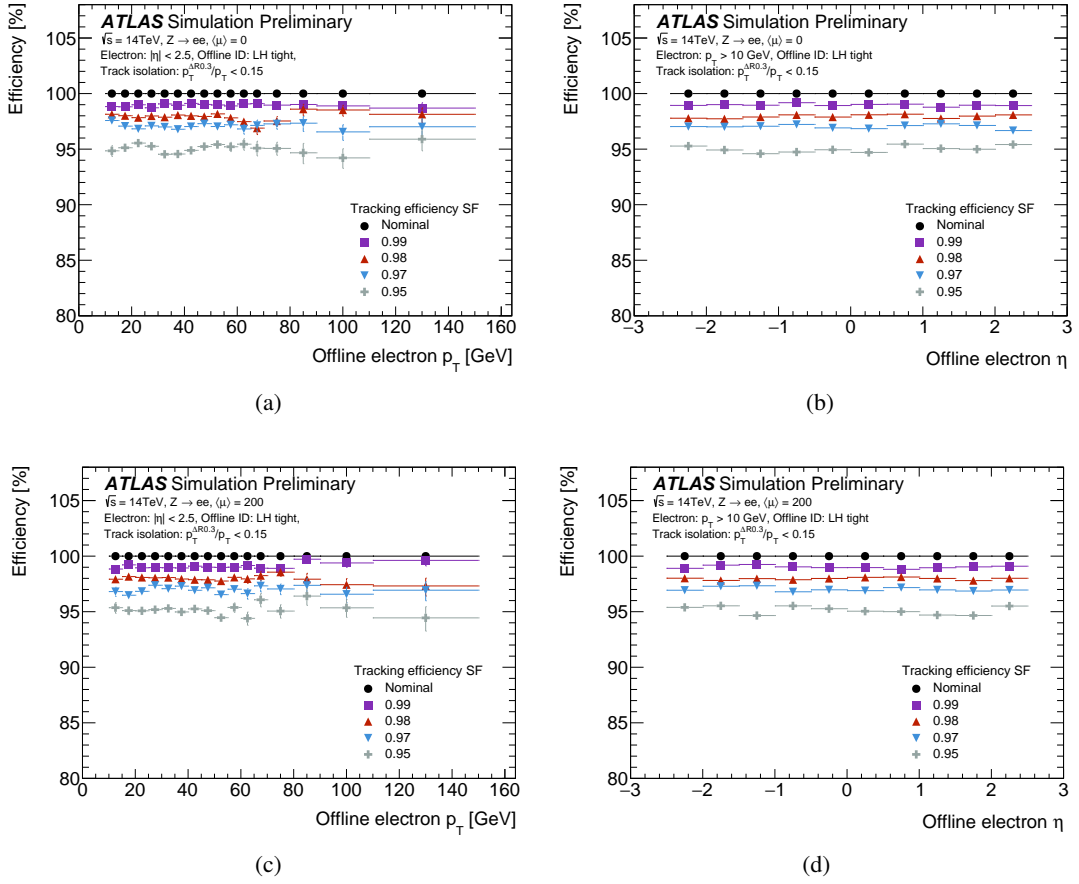 ATLAS Simulation Preliminary
√s = 14TeV, Z → ee, ⟨μ⟩ = 0
Electron: |η| < 2.5, Offline ID: LH tight,
Track isolation: p_T^ΔR0.3/p_T < 0.15
Efficiency [%]
105
100
95
90
85
80
Tracking efficiency SF
Nominal
0.99
0.98
0.97
0.95
0 20 40 60 80 100 120 140 160
Offline electron p_T [GeV]
(a)
ATLAS Simulation Preliminary
√s = 14TeV, Z → ee, ⟨μ⟩ = 0
Electron: p_T > 10 GeV, Offline ID: LH tight
Track isolation: p_T^ΔR0.3/p_T < 0.15
Efficiency [%]
105
100
95
90
85
80
Tracking efficiency SF
Nominal
0.99
0.98
0.97
0.95
−3 −2 −1 0 1 2 3
Offline electron η
(b)
ATLAS Simulation Preliminary
√s = 14TeV, Z → ee, ⟨μ⟩ = 200
Electron: |η| < 2.5, Offline ID: LH tight,
Track isolation: p_T^ΔR0.3/p_T < 0.15
Efficiency [%]
105
100
95
90
85
80
Tracking efficiency SF
Nominal
0.99
0.98
0.97
0.95
0 20 40 60 80 100 120 140 160
Offline electron p_T [GeV]
(c)
ATLAS Simulation Preliminary
√s = 14TeV, Z → ee, ⟨μ⟩ = 200
Electron: p_T > 10 GeV, Offline ID: LH tight
Track isolation: p_T^ΔR0.3/p_T < 0.15
Efficiency [%]
105
100
95
90
85
80
Tracking efficiency SF
Nominal
0.99
0.98
0.97
0.95
−3 −2 −1 0 1 2 3
Offline electron η
(d)